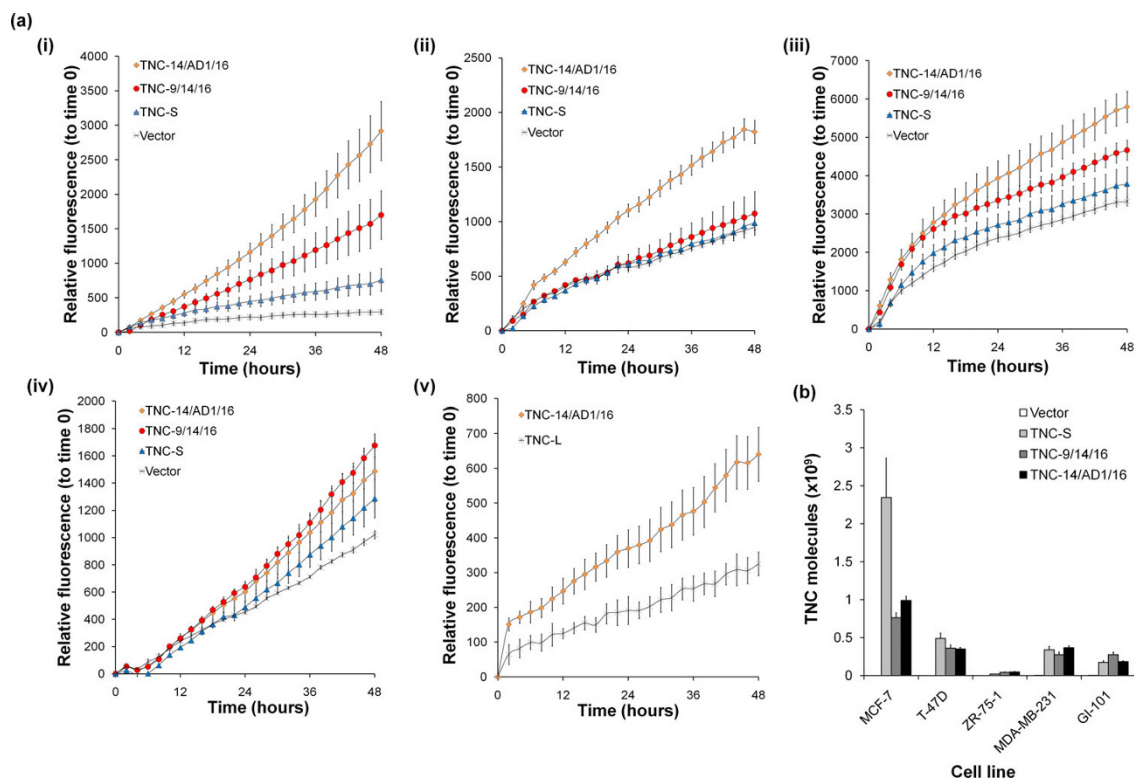 (a)
(i)
Relative fluorescence (to time 0)
4000
3500
3000
2500
2000
1500
1000
500
0
TNC-14/AD1/16
TNC-9/14/16
TNC-S
Vector
0 12 24 36 48
Time (hours)
(ii)
Relative fluorescence (to time 0)
2500
2000
1500
1000
500
0
TNC-14/AD1/16
TNC-9/14/16
TNC-S
Vector
0 12 24 36 48
Time (hours)
(iii)
Relative fluorescence (to time 0)
7000
6000
5000
4000
3000
2000
1000
0
TNC-14/AD1/16
TNC-9/14/16
TNC-S
Vector
0 12 24 36 48
Time (hours)
(iv)
Relative fluorescence (to time 0)
2000
1800
1600
1400
1200
1000
800
600
400
200
0
TNC-14/AD1/16
TNC-9/14/16
TNC-S
Vector
0 12 24 36 48
Time (hours)
(v)
Relative fluorescence (to time 0)
800
700
600
500
400
300
200
100
0
TNC-14/AD1/16
TNC-L
0 12 24 36 48
Time (hours)
(b)
TNC molecules (x10⁹)
3.5
3
2.5
2
1.5
1
0.5
0
Vector
TNC-S
TNC-9/14/16
TNC-14/AD1/16
MCF-7
T-47D
ZR-75-1
MDA-MB-231
GI-101
Cell line